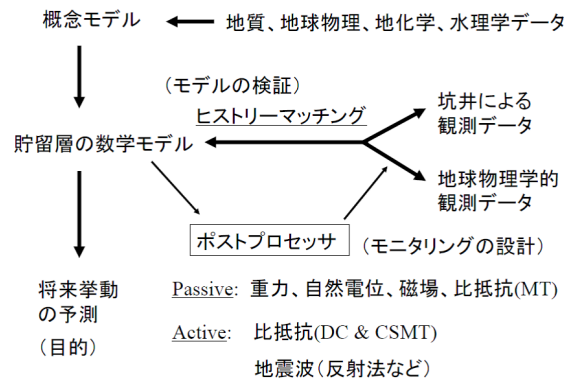 概念モデル
地質、地球物理、地化学、水理学データ
(モデルの検証)
ヒストリーマッチング
坑井による
観測データ
貯留層の数学モデル
地球物理学的
観測データ
ポストプロセッサ
(モニタリングの設計)
将来挙動
の予測
(目的)
Passive: 重力、自然電位、磁場、比抵抗(MT)
Active: 比抵抗(DC & CSMT)
地震波(反射法など)